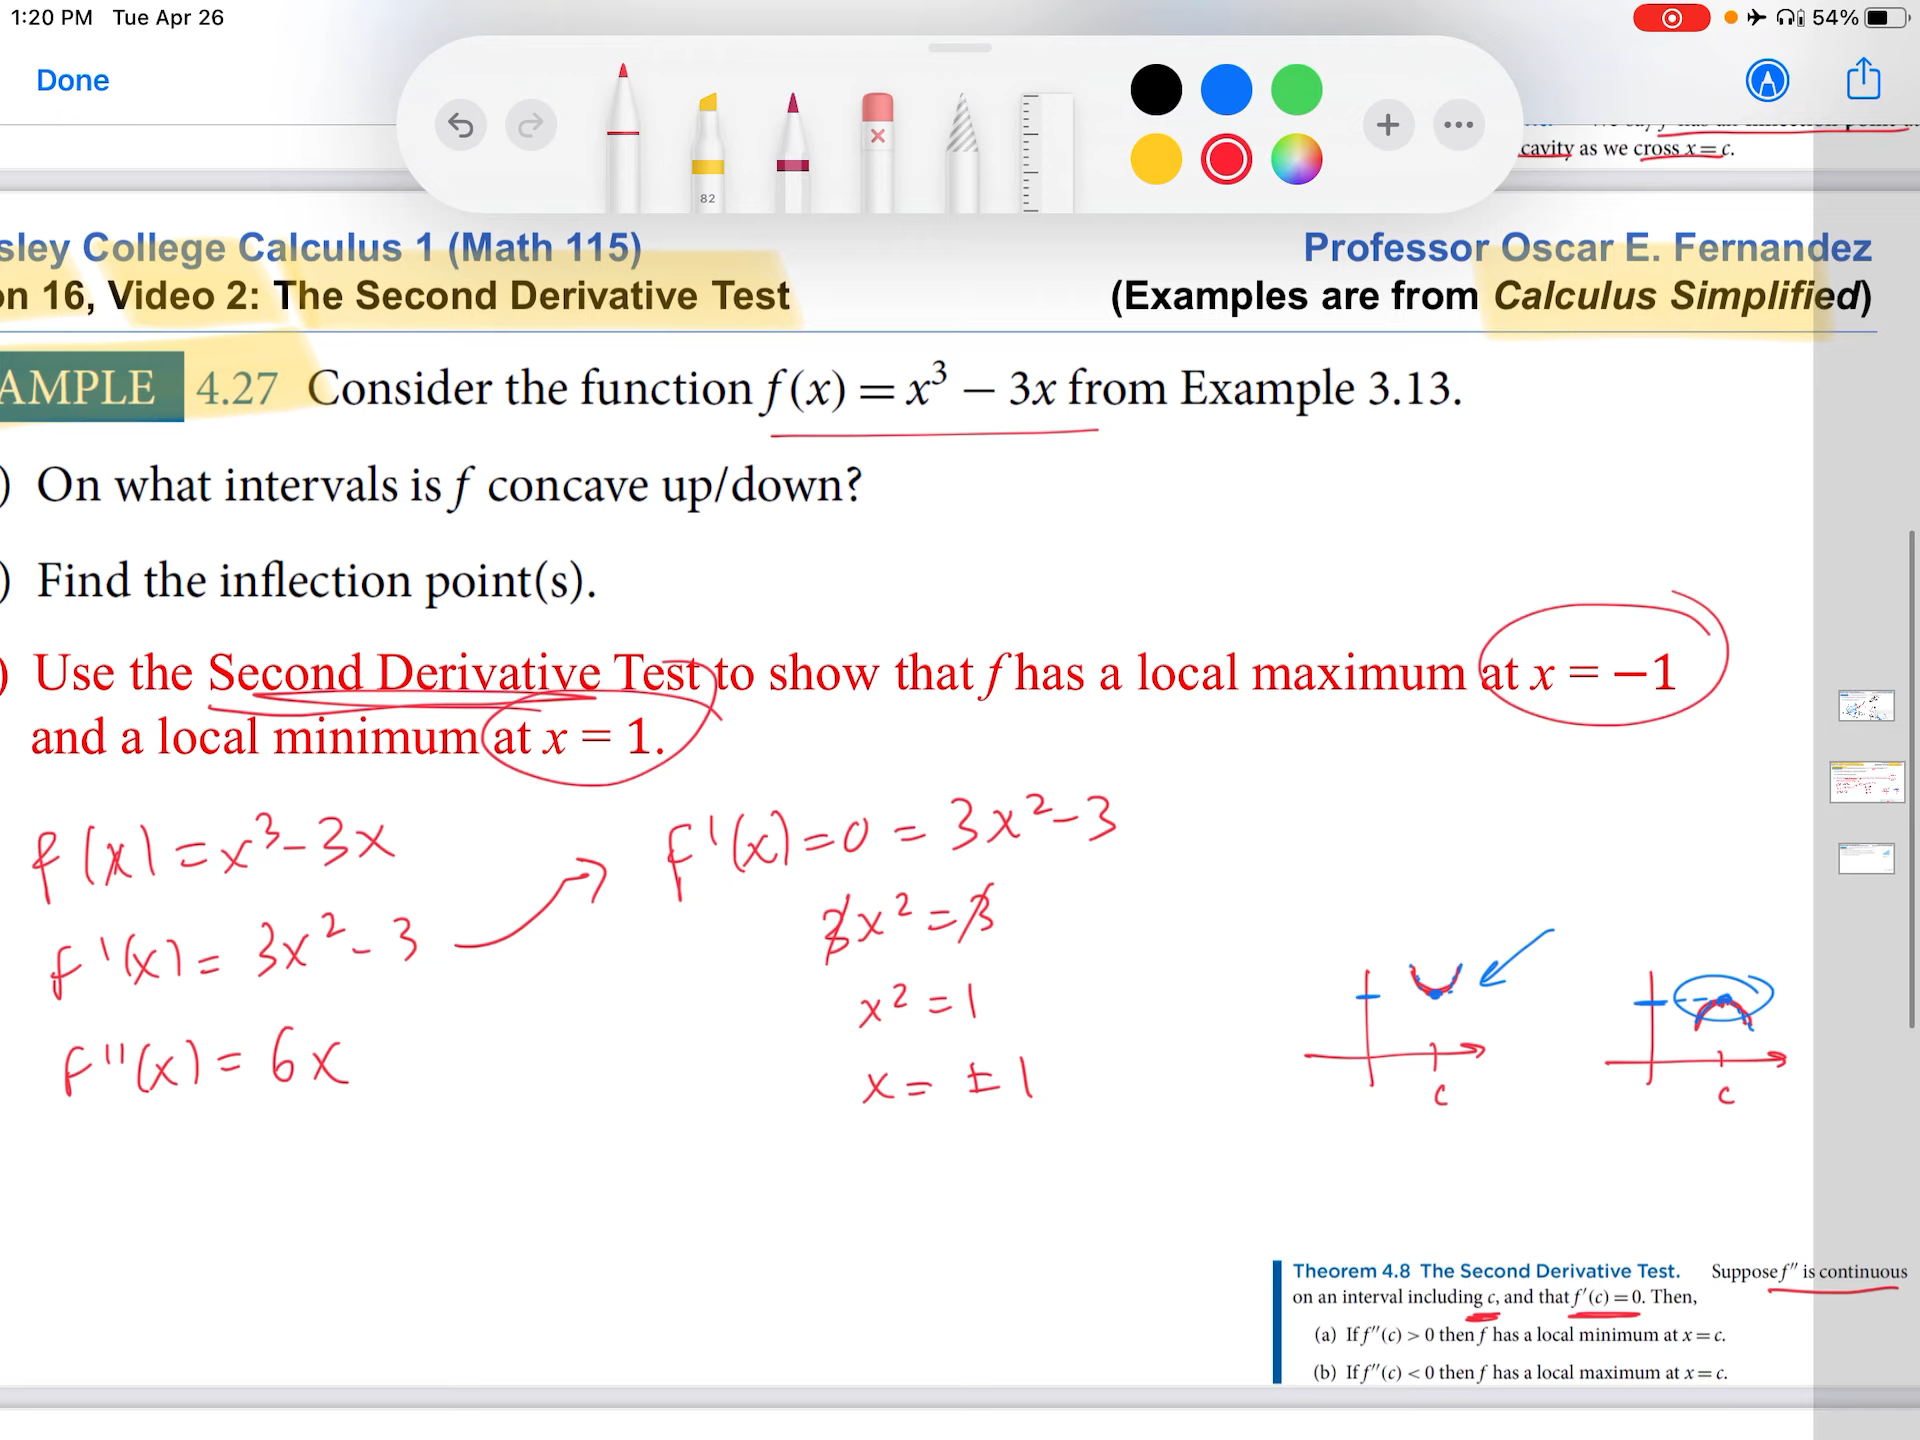 1:20 PM Tue Apr 26
54%
Done
82
cavity as we cross x = c.
sley College Calculus 1 (Math 115)
Professor Oscar E. Fernandez
on 16, Video 2: The Second Derivative Test
(Examples are from Calculus Simplified)
AMPLE 4.27 Consider the function f(x) = x³ − 3x from Example 3.13.
) On what intervals is f concave up/down?
) Find the inflection point(s).
) Use the Second Derivative Test to show that f has a local maximum at x = −1
and a local minimum at x = 1.
f(x) = x³ − 3x
f'(x) = 3x² − 3
f''(x) = 6x
f'(x) = 0 = 3x² − 3
3x² = 3
x² = 1
x = ± 1
c
c
Theorem 4.8 The Second Derivative Test. Suppose f'' is continuous
on an interval including c, and that f'(c) = 0. Then,
(a) If f''(c) > 0 then f has a local minimum at x = c.
(b) If f''(c) < 0 then f has a local maximum at x = c.